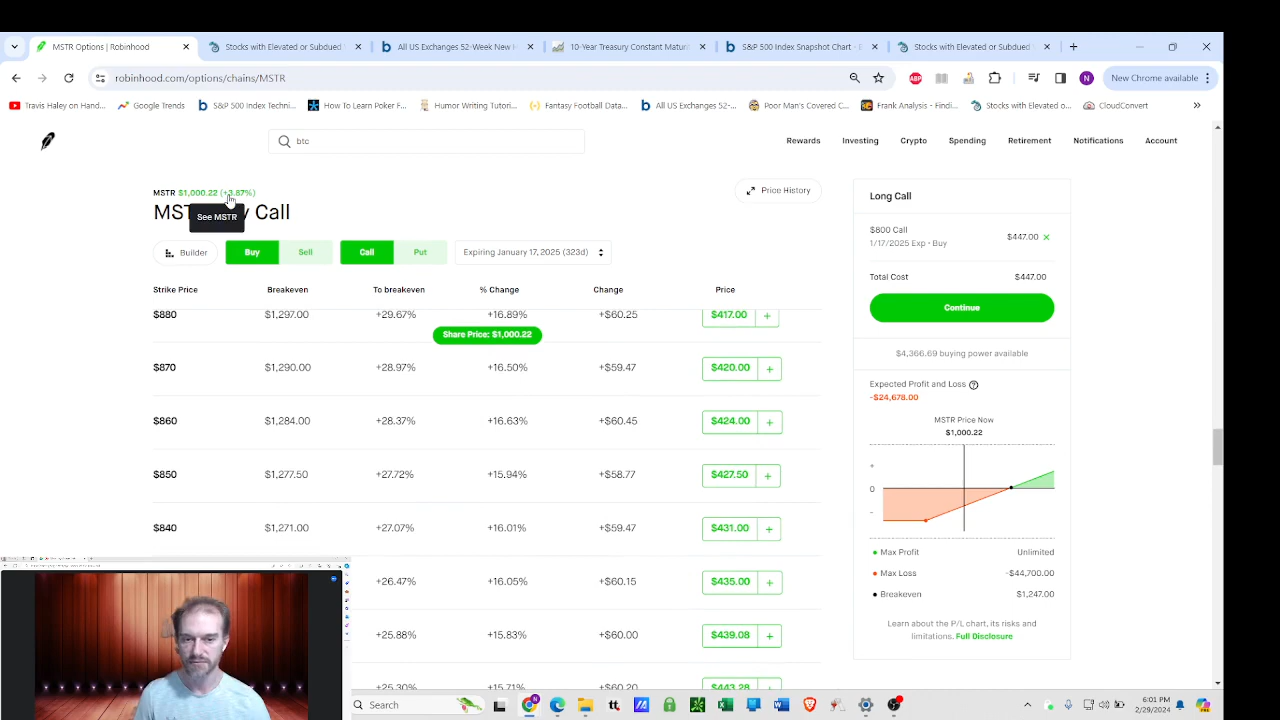 MSTR Options | Robinhood
Stocks with Elevated or Subdued
All US Exchanges 52-Week New H
10-Year Treasury Constant Maturi
S&P 500 Index Snapshot Chart - B
Stocks with Elevated or Subdued
robinhood.com/options/chains/MSTR
ABP
N
New Chrome available
Travis Haley on Hand...
Google Trends
S&P 500 Index Techni...
How To Learn Poker F...
Humor Writing Tutori...
Fantasy Football Data...
All US Exchanges 52-...
Poor Man's Covered C...
Frank Analysis - Findi...
Stocks with Elevated o...
CloudConvert
btc
Rewards
Investing
Crypto
Spending
Retirement
Notifications
Account
MSTR $1,000.22 (+3.87%)
MST y Call
See MSTR
Price History
Builder
Buy
Sell
Call
Put
Expiring January 17, 2025 (323d)
Strike Price Breakeven To breakeven % Change Change Price
$880 $1,297.00 +29.67% +16.89% +$60.25 $417.00 +
Share Price: $1,000.22
$870 $1,290.00 +28.97% +16.50% +$59.47 $420.00 +
$860 $1,284.00 +28.37% +16.63% +$60.45 $424.00 +
$850 $1,277.50 +27.72% +15.94% +$58.77 $427.50 +
$840 $1,271.00 +27.07% +16.01% +$59.47 $431.00 +
+26.47% +16.05% +$60.15 $435.00 +
+25.88% +15.83% +$60.00 $439.08 +
+25.30% +15.71% +$60.20 $443.28 +
Long Call
$800 Call
1/17/2025 Exp · Buy
$447.00 ×
Total Cost $447.00
Continue
$4,366.69 buying power available
Expected Profit and Loss
-$24,678.00
MSTR Price Now
$1,000.22
+
0
-
Max Profit Unlimited
Max Loss -$44,700.00
Breakeven $1,247.00
Learn about the P/L chart, its risks and
limitations. Full Disclosure
Search
6:01 PM
2/29/2024